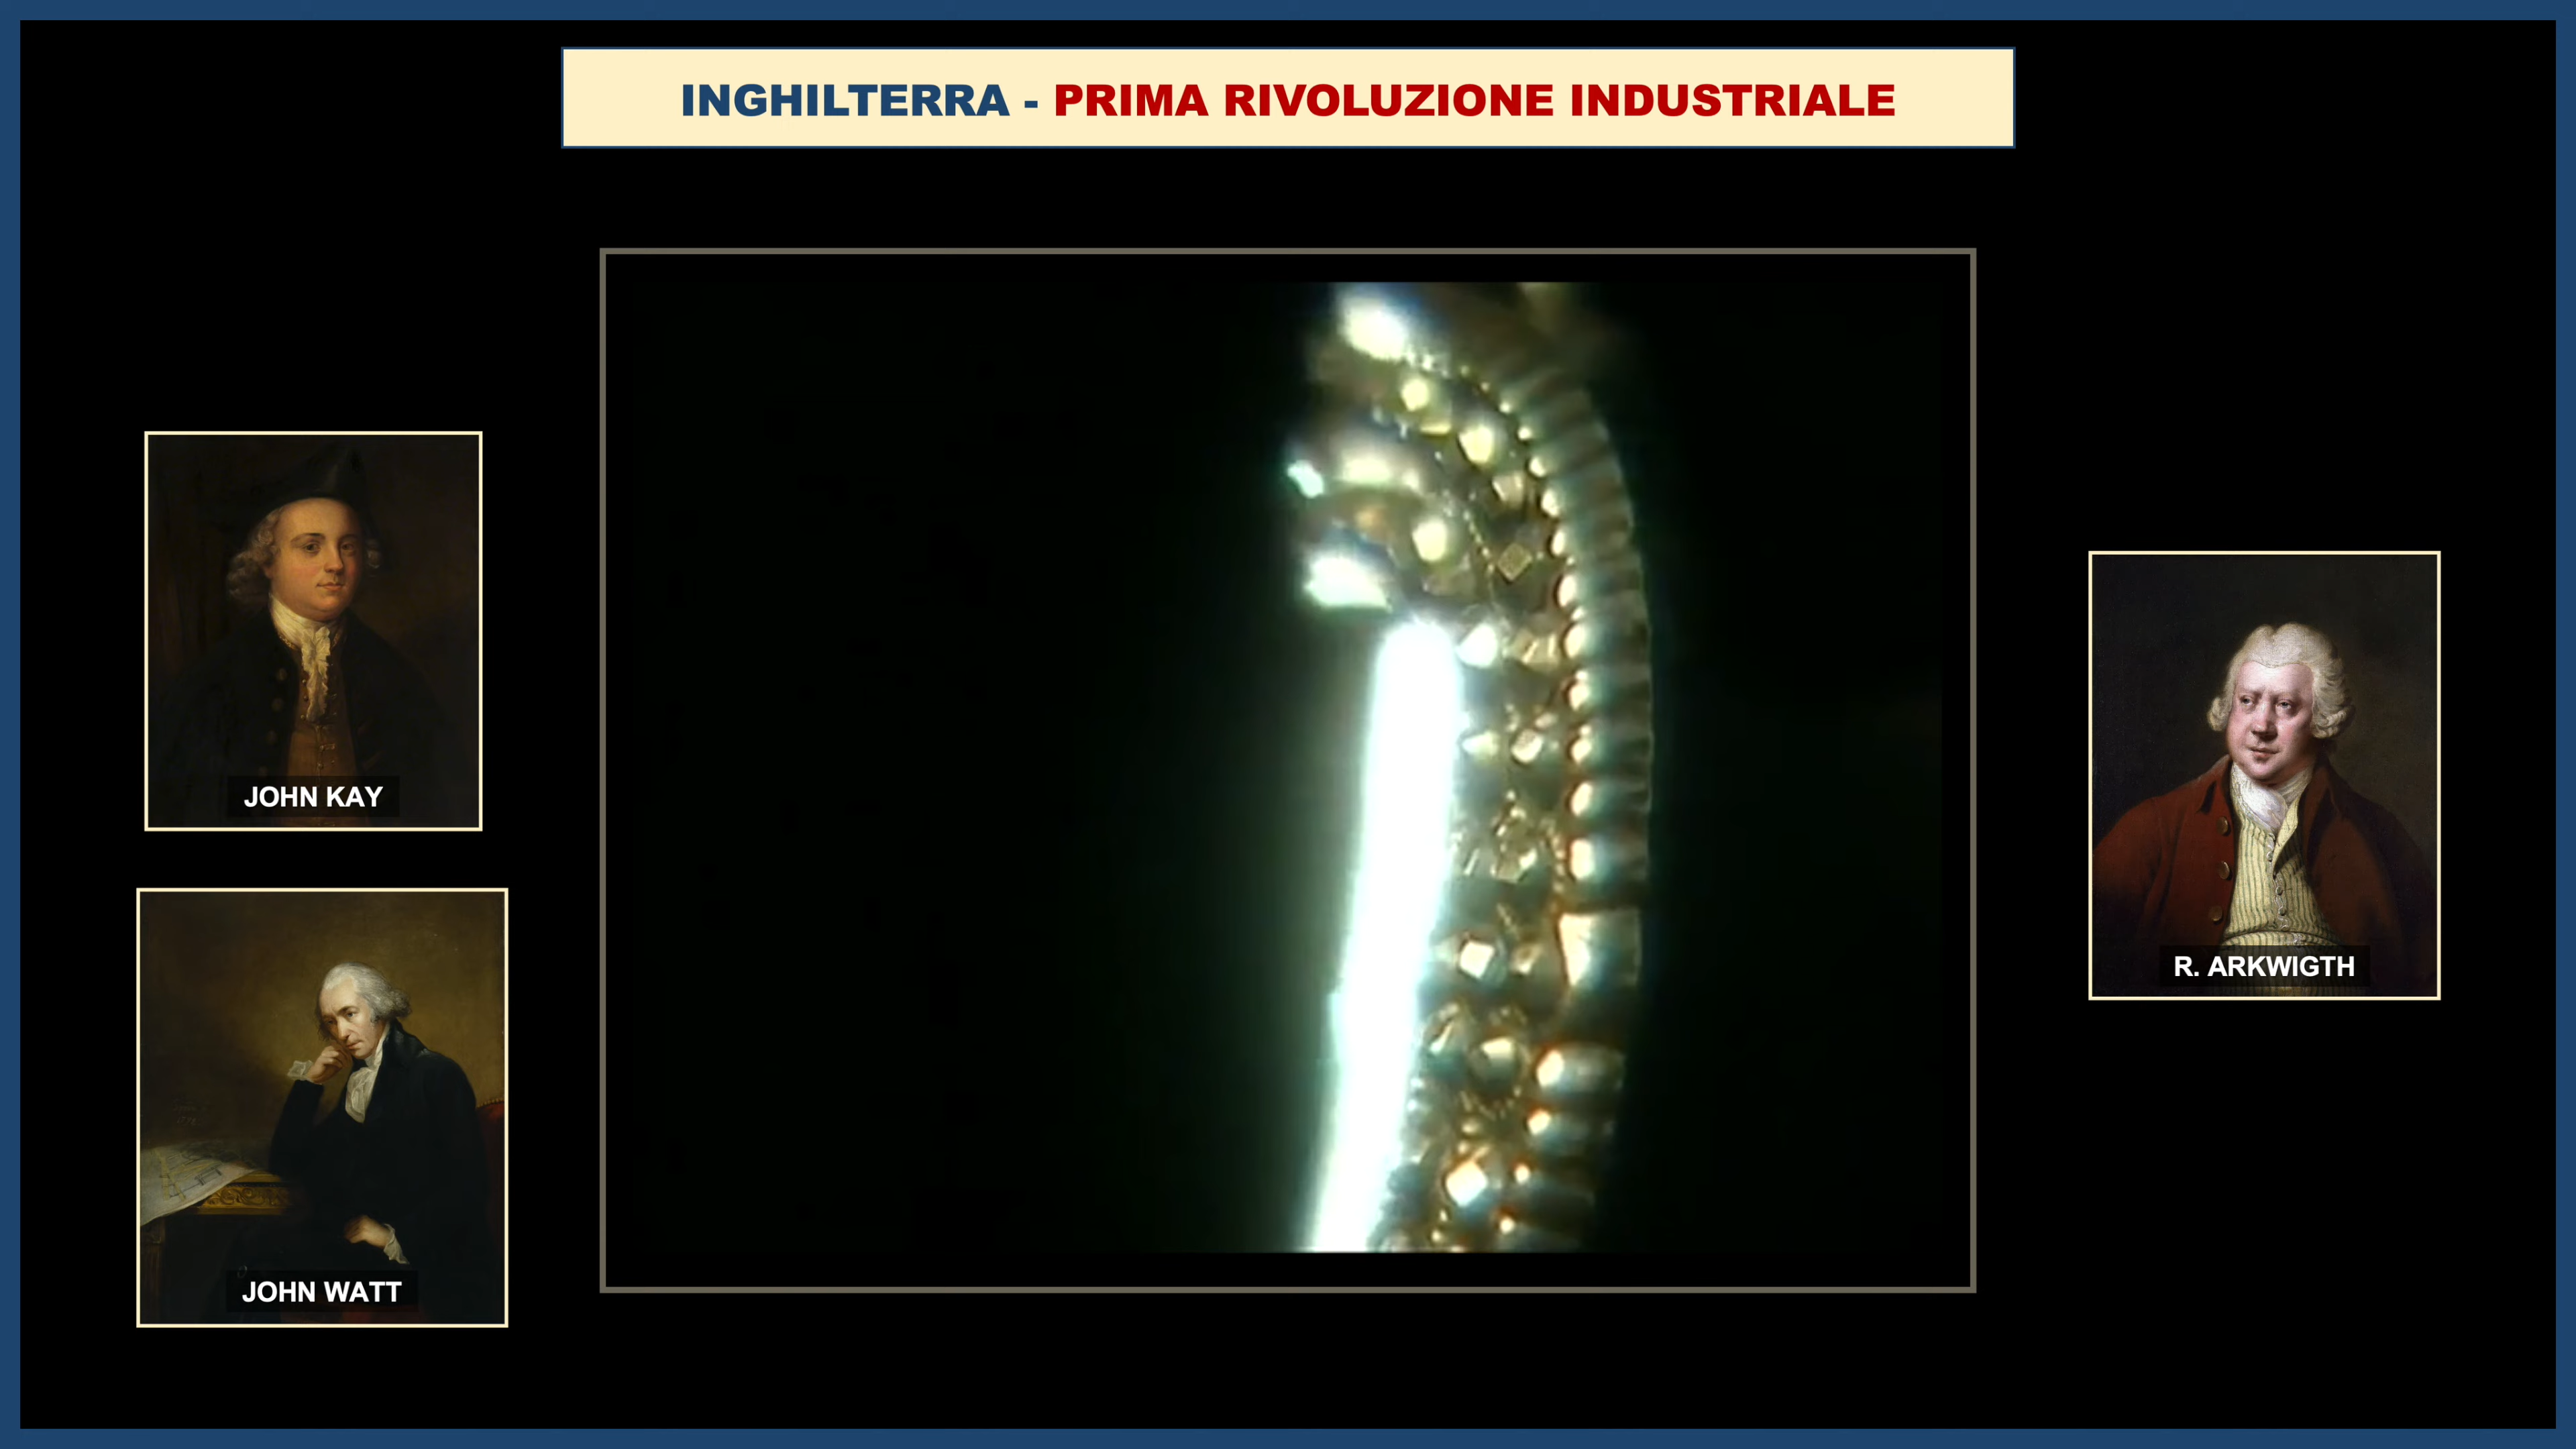 INGHILTERRA - PRIMA RIVOLUZIONE INDUSTRIALE
JOHN KAY
JOHN WATT
R. ARKWIGTH